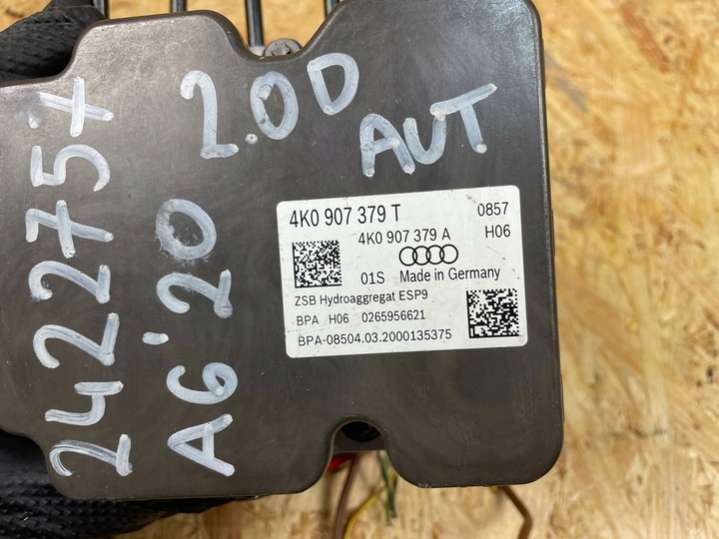 24275x
A6'20
2.0D
AUT
4K0 907 379 T 0857
4K0 907 379 A H06
01S Made in Germany
ZSB Hydroaggregat ESP9
BPA H06 0265956621
BPA-08504.03.2000135375